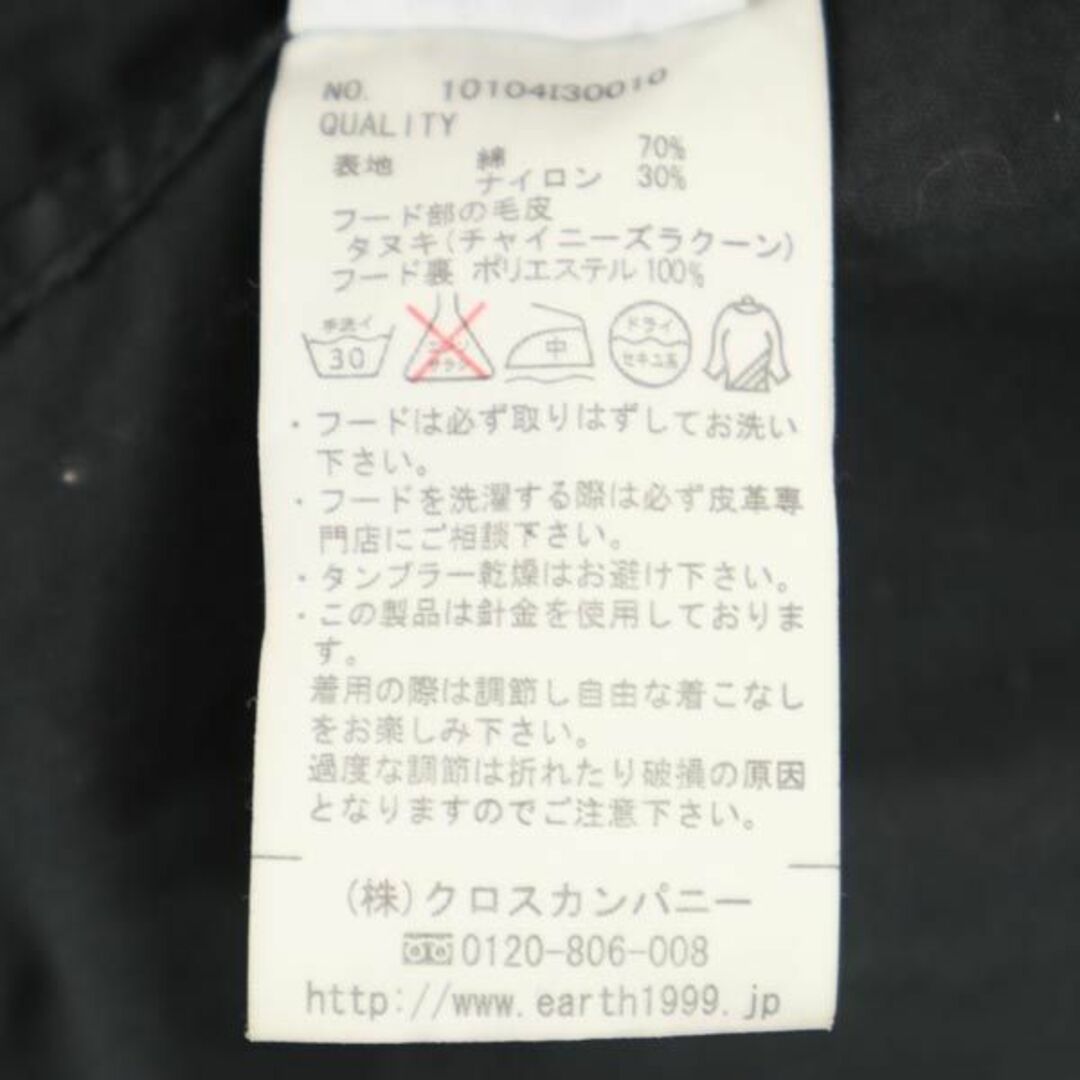 NO. 10104I30010
QUALITY
表地 綿 70%
ナイロン 30%
フード部の毛皮
タヌキ(チャイニーズラクーン)
フード裏 ポリエステル100%
手洗イ 30
エンソサラシ
中
ドライ
セキユ系
・フードは必ず取りはずしてお洗い
下さい。
・フードを洗濯する際は必ず皮革専
門店にご相談下さい。
・タンブラー乾燥はお避け下さい。
・この製品は針金を使用しておりま
す。
着用の際は調節し自由な着こなし
をお楽しみ下さい。
過度な調節は折れたり破損の原因
となりますのでご注意下さい。
(株)クロスカンパニー
0120-806-008
http://www.earth1999.jp